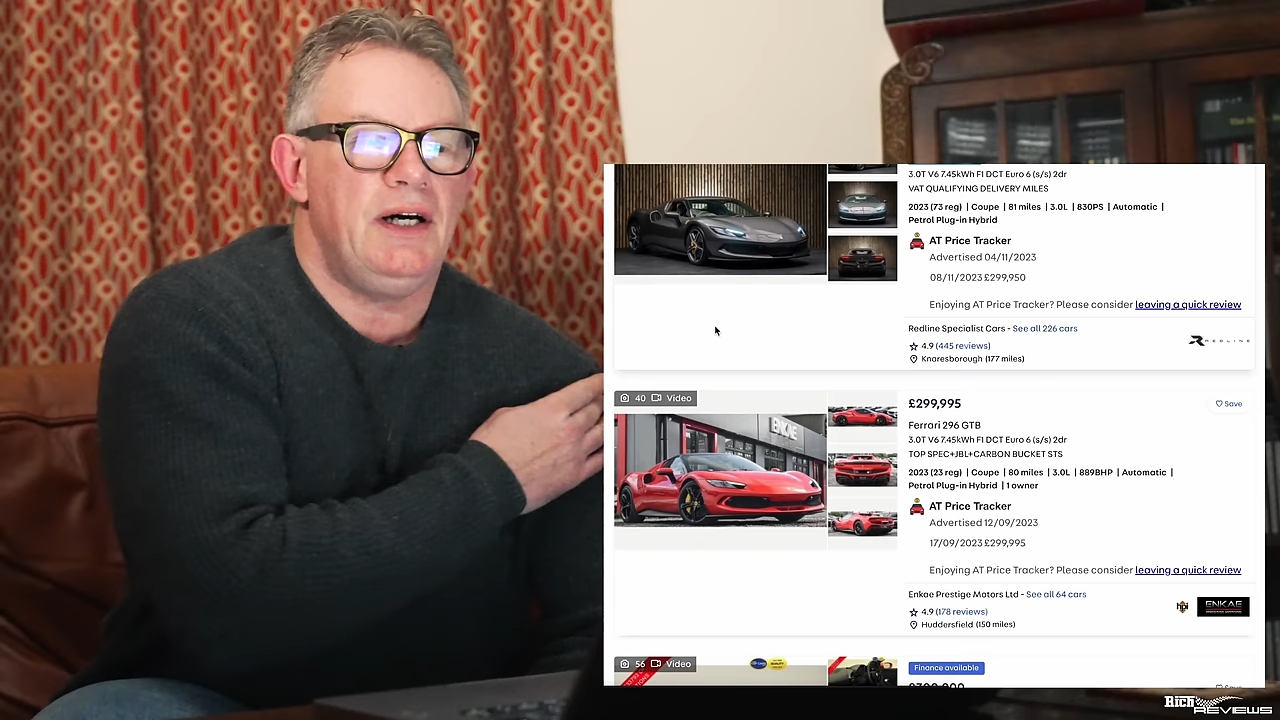 3.0T V6 7.45kWh F1 DCT Euro 6 (s/s) 2dr
VAT QUALIFYING DELIVERY MILES
2023 (73 reg) | Coupe | 81 miles | 3.0L | 830PS | Automatic |
Petrol Plug-in Hybrid
AT Price Tracker
Advertised 04/11/2023
08/11/2023 £299,950
Enjoying AT Price Tracker? Please consider leaving a quick review
Redline Specialist Cars - See all 226 cars
4.9 (445 reviews)
REDLINE
Knaresborough (177 miles)
40 Video
£299,995
Save
Ferrari 296 GTB
3.0T V6 7.45kWh F1 DCT Euro 6 (s/s) 2dr
TOP SPEC+JBL+CARBON BUCKET STS
2023 (23 reg) | Coupe | 80 miles | 3.0L | 889BHP | Automatic |
Petrol Plug-in Hybrid | 1 owner
AT Price Tracker
Advertised 12/09/2023
17/09/2023 £299,995
Enjoying AT Price Tracker? Please consider leaving a quick review
ENKAE
Enkae Prestige Motors Ltd - See all 64 cars
4.9 (178 reviews)
hpi
ENKAE
Huddersfield (150 miles)
56 Video
Finance available
Rich
REVIEWS